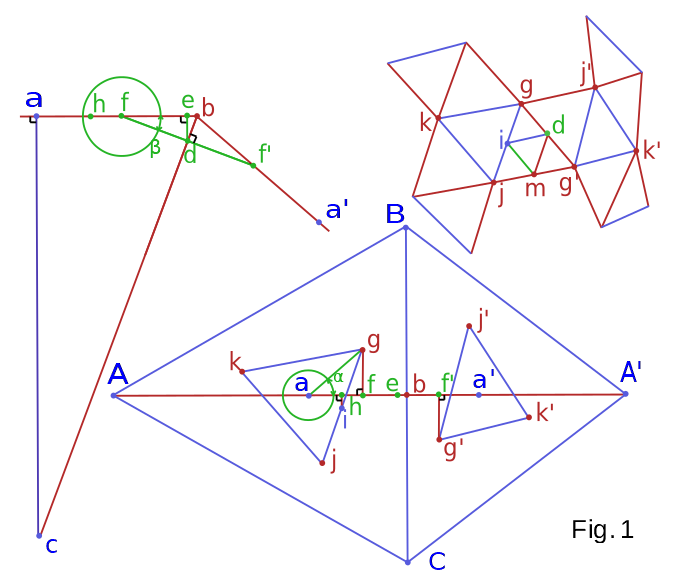 a h f e b
β d f'
a'
c
g j'
k i d k'
j m g'
B
A k g j' A'
a α f e b f' a'
h i k'
j g'
C
Fig. 1